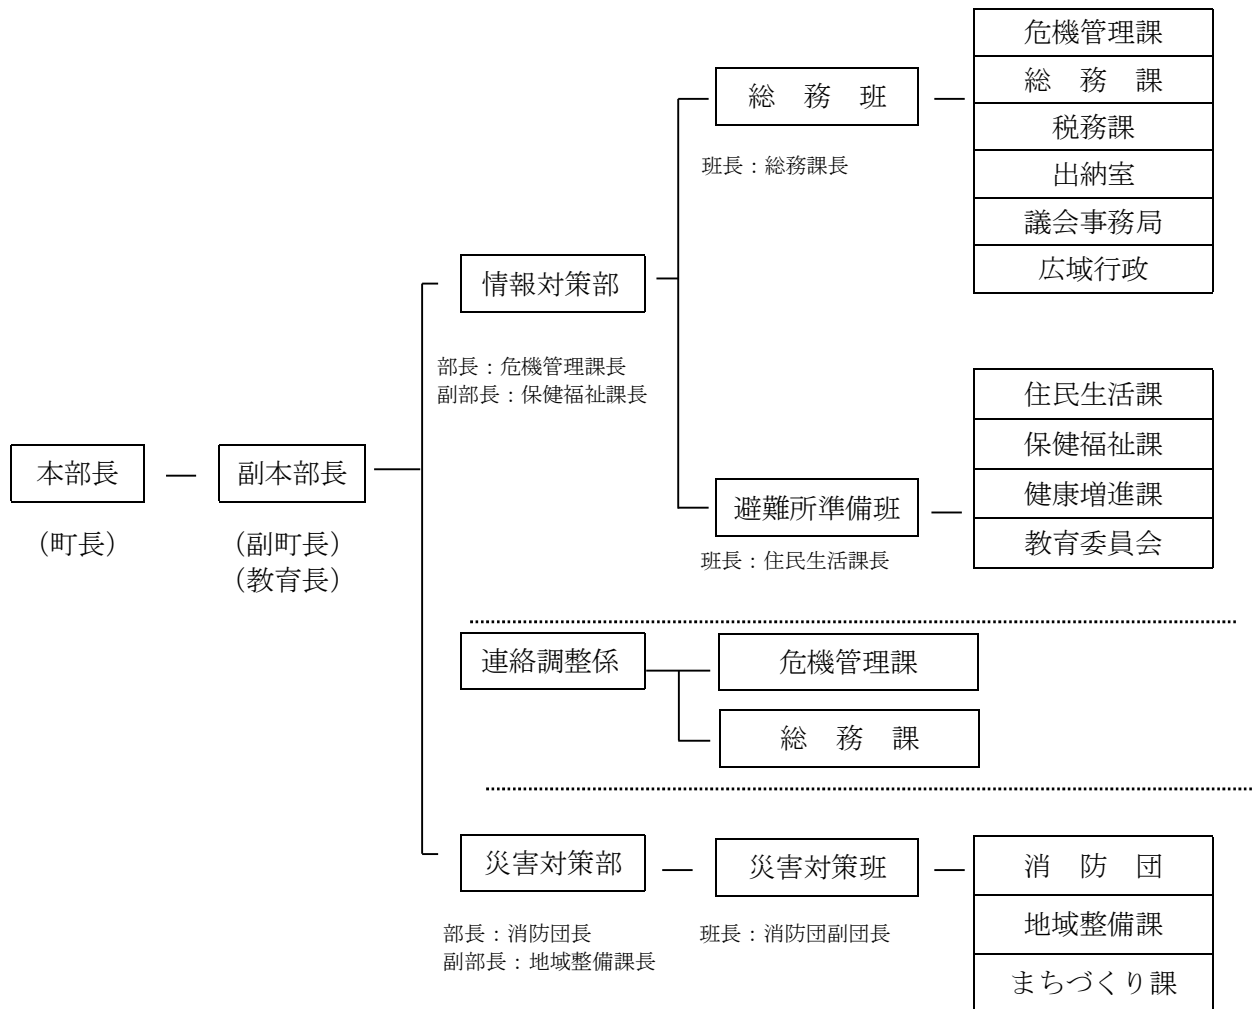 本部長
（町長）
副本部長
（副町長）
（教育長）
情報対策部
部長：危機管理課長
副部長：保健福祉課長
総　務　班
班長：総務課長
危機管理課
総　務　課
税務課
出納室
議会事務局
広域行政
避難所準備班
班長：住民生活課長
住民生活課
保健福祉課
健康増進課
教育委員会
連絡調整係
危機管理課
総　務　課
災害対策部
部長：消防団長
副部長：地域整備課長
災害対策班
班長：消防団副団長
消　防　団
地域整備課
まちづくり課